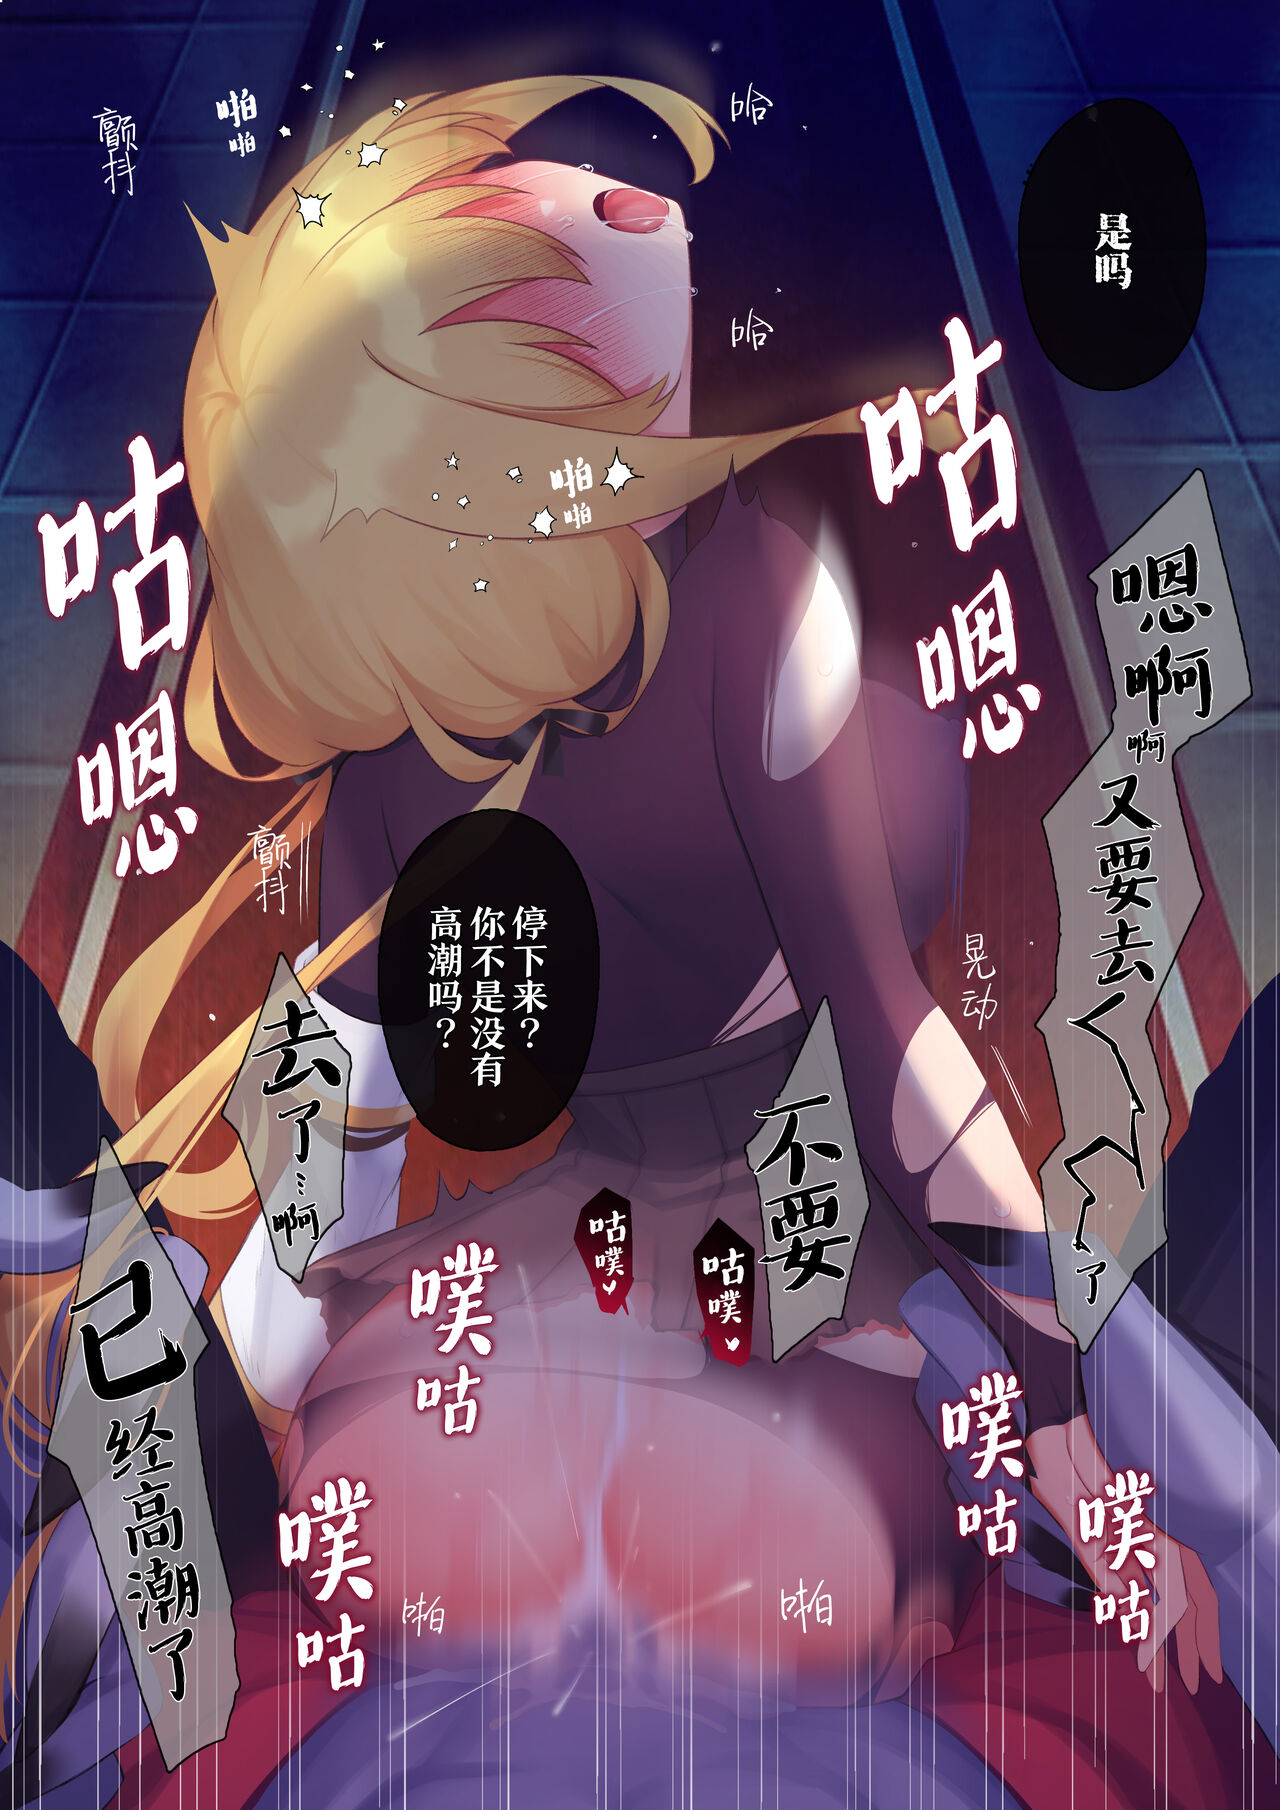 是吗
哈
哈
啪
啪
颤抖
咕嗯
嗯啊
啊
又要去
了
啪
啪
咕嗯
晃动
停下来？
你不是没有
高潮吗？
颤抖
不要
去了…啊
咕噗♥
咕噗♥
噗咕
已经高潮了
噗咕
噗咕
噗咕
啪
啪